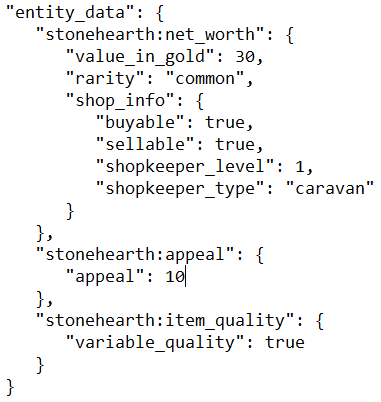 "entity_data": {
"stonehearth:net_worth": {
"value_in_gold": 30,
"rarity": "common",
"shop_info": {
"buyable": true,
"sellable": true,
"shopkeeper_level": 1,
"shopkeeper_type": "caravan"
}
},
"stonehearth:appeal": {
"appeal": 10
},
"stonehearth:item_quality": {
"variable_quality": true
}
}